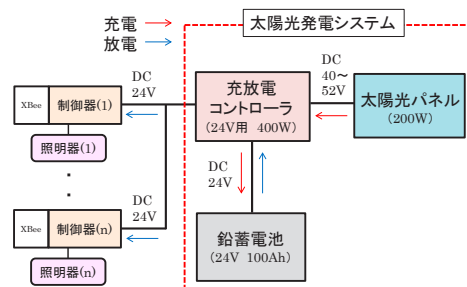 充電
放電
太陽光発電システム
DC
24V
XBee
制御器(1)
照明器(1)
充放電
コントローラ
(24V用 400W)
DC
40～
52V
太陽光パネル
(200W)
DC
24V
DC
24V
XBee
制御器(n)
照明器(n)
鉛蓄電池
(24V 100Ah)